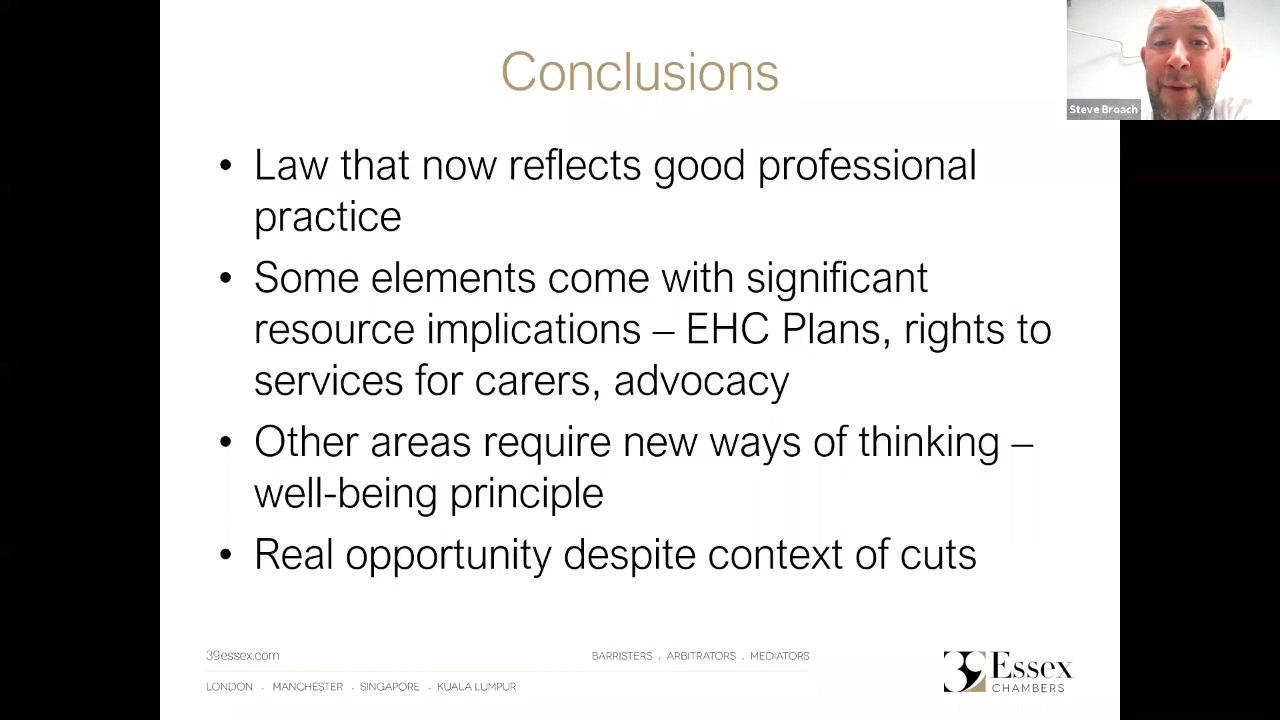 Conclusions
Steve Broach
• Law that now reflects good professional
practice
• Some elements come with significant
resource implications – EHC Plans, rights to
services for carers, advocacy
• Other areas require new ways of thinking –
well-being principle
• Real opportunity despite context of cuts
39essex.com
BARRISTERS . ARBITRATORS . MEDIATORS
LONDON . MANCHESTER . SINGAPORE . KUALA LUMPUR
39 Essex
CHAMBERS